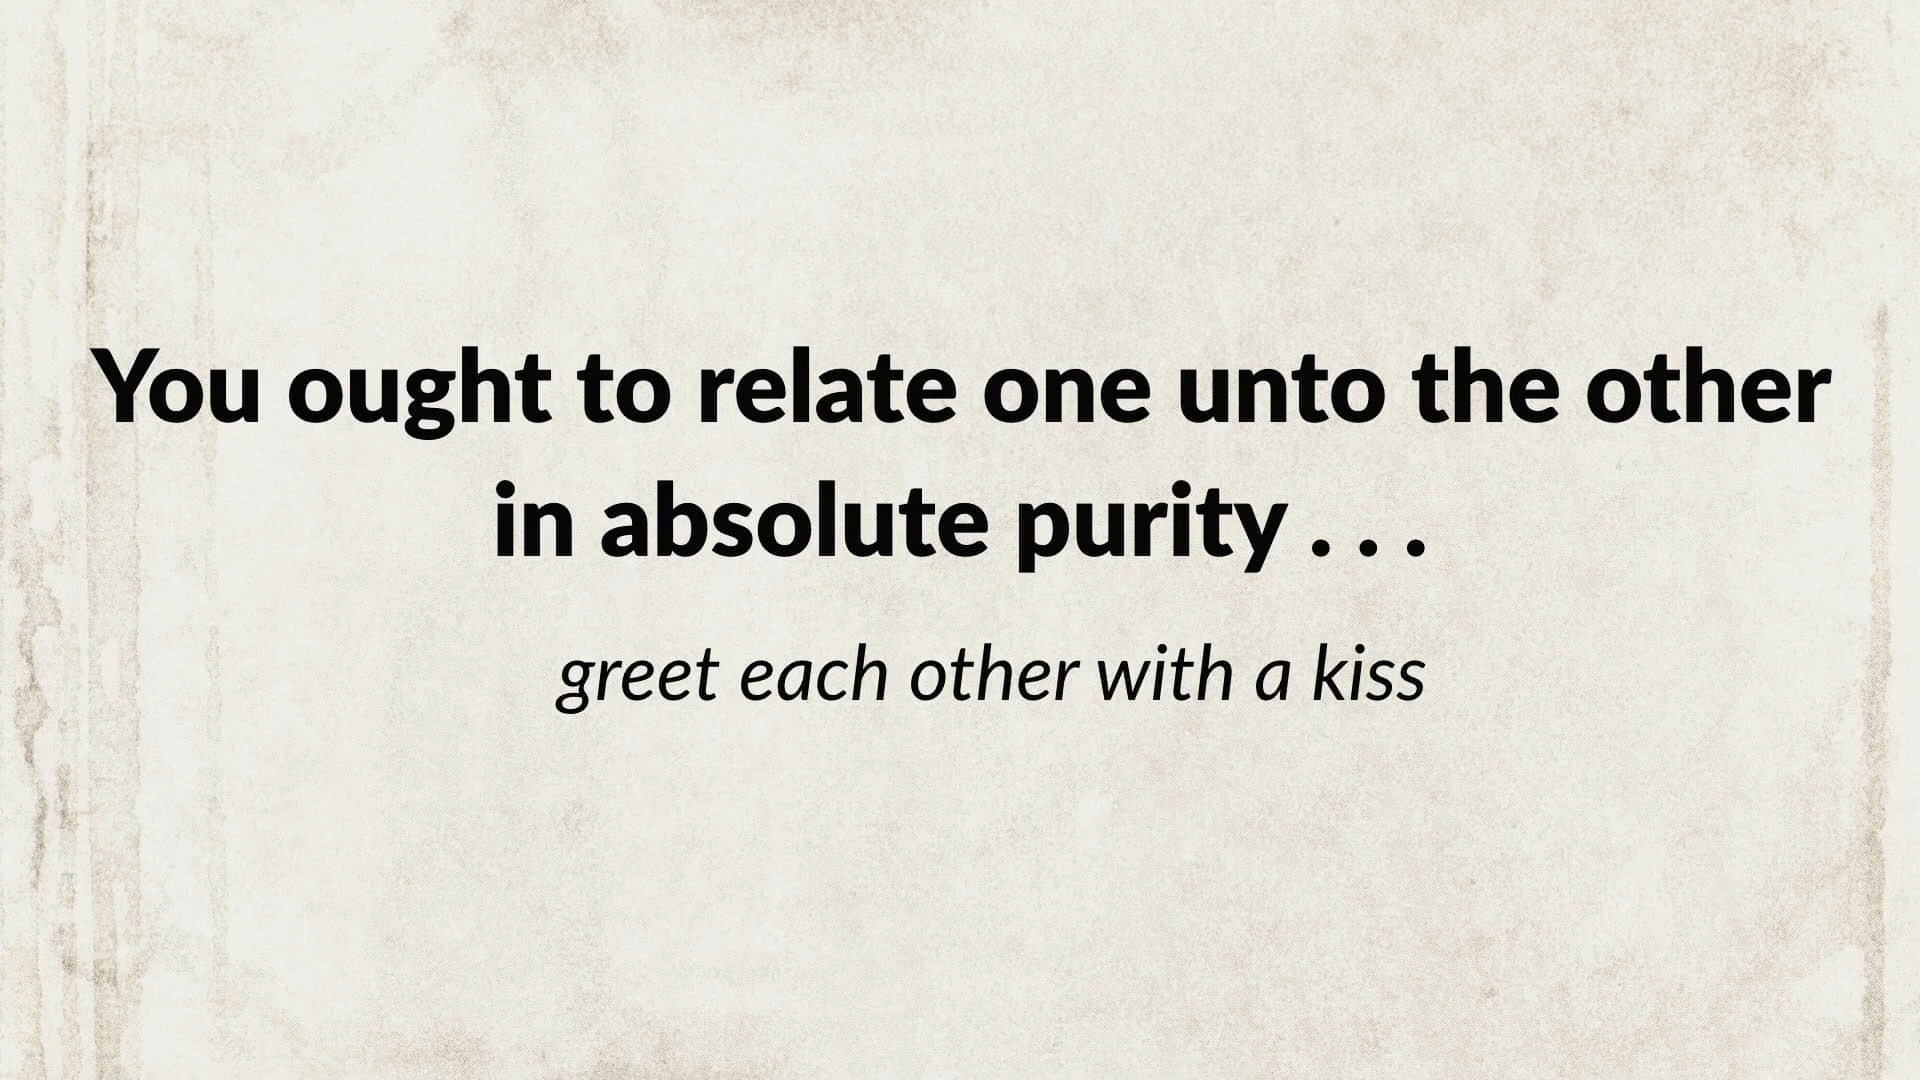 You ought to relate one unto the other
in absolute purity . . .
greet each other with a kiss